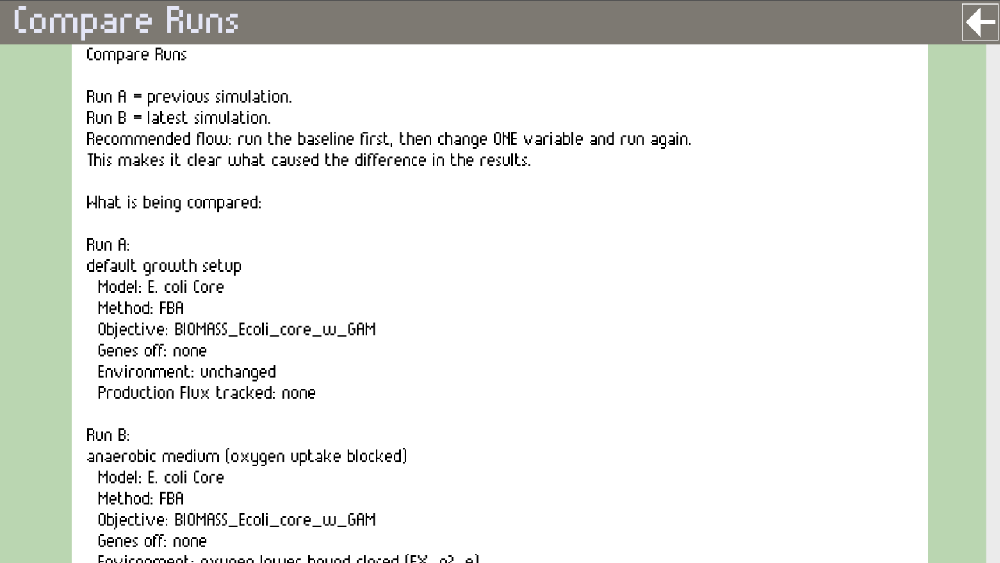 Compare Runs
Compare Runs
Run A = previous simulation.
Run B = latest simulation.
Recommended flow: run the baseline first, then change ONE variable and run again.
This makes it clear what caused the difference in the results.
What is being compared:
Run A:
default growth setup
Model: E. coli Core
Method: FBA
Objective: BIOMASS_Ecoli_core_w_GAM
Genes off: none
Environment: unchanged
Production Flux tracked: none
Run B:
anaerobic medium (oxygen uptake blocked)
Model: E. coli Core
Method: FBA
Objective: BIOMASS_Ecoli_core_w_GAM
Genes off: none
Environment: oxygen lower bound closed (EX_o2_e)